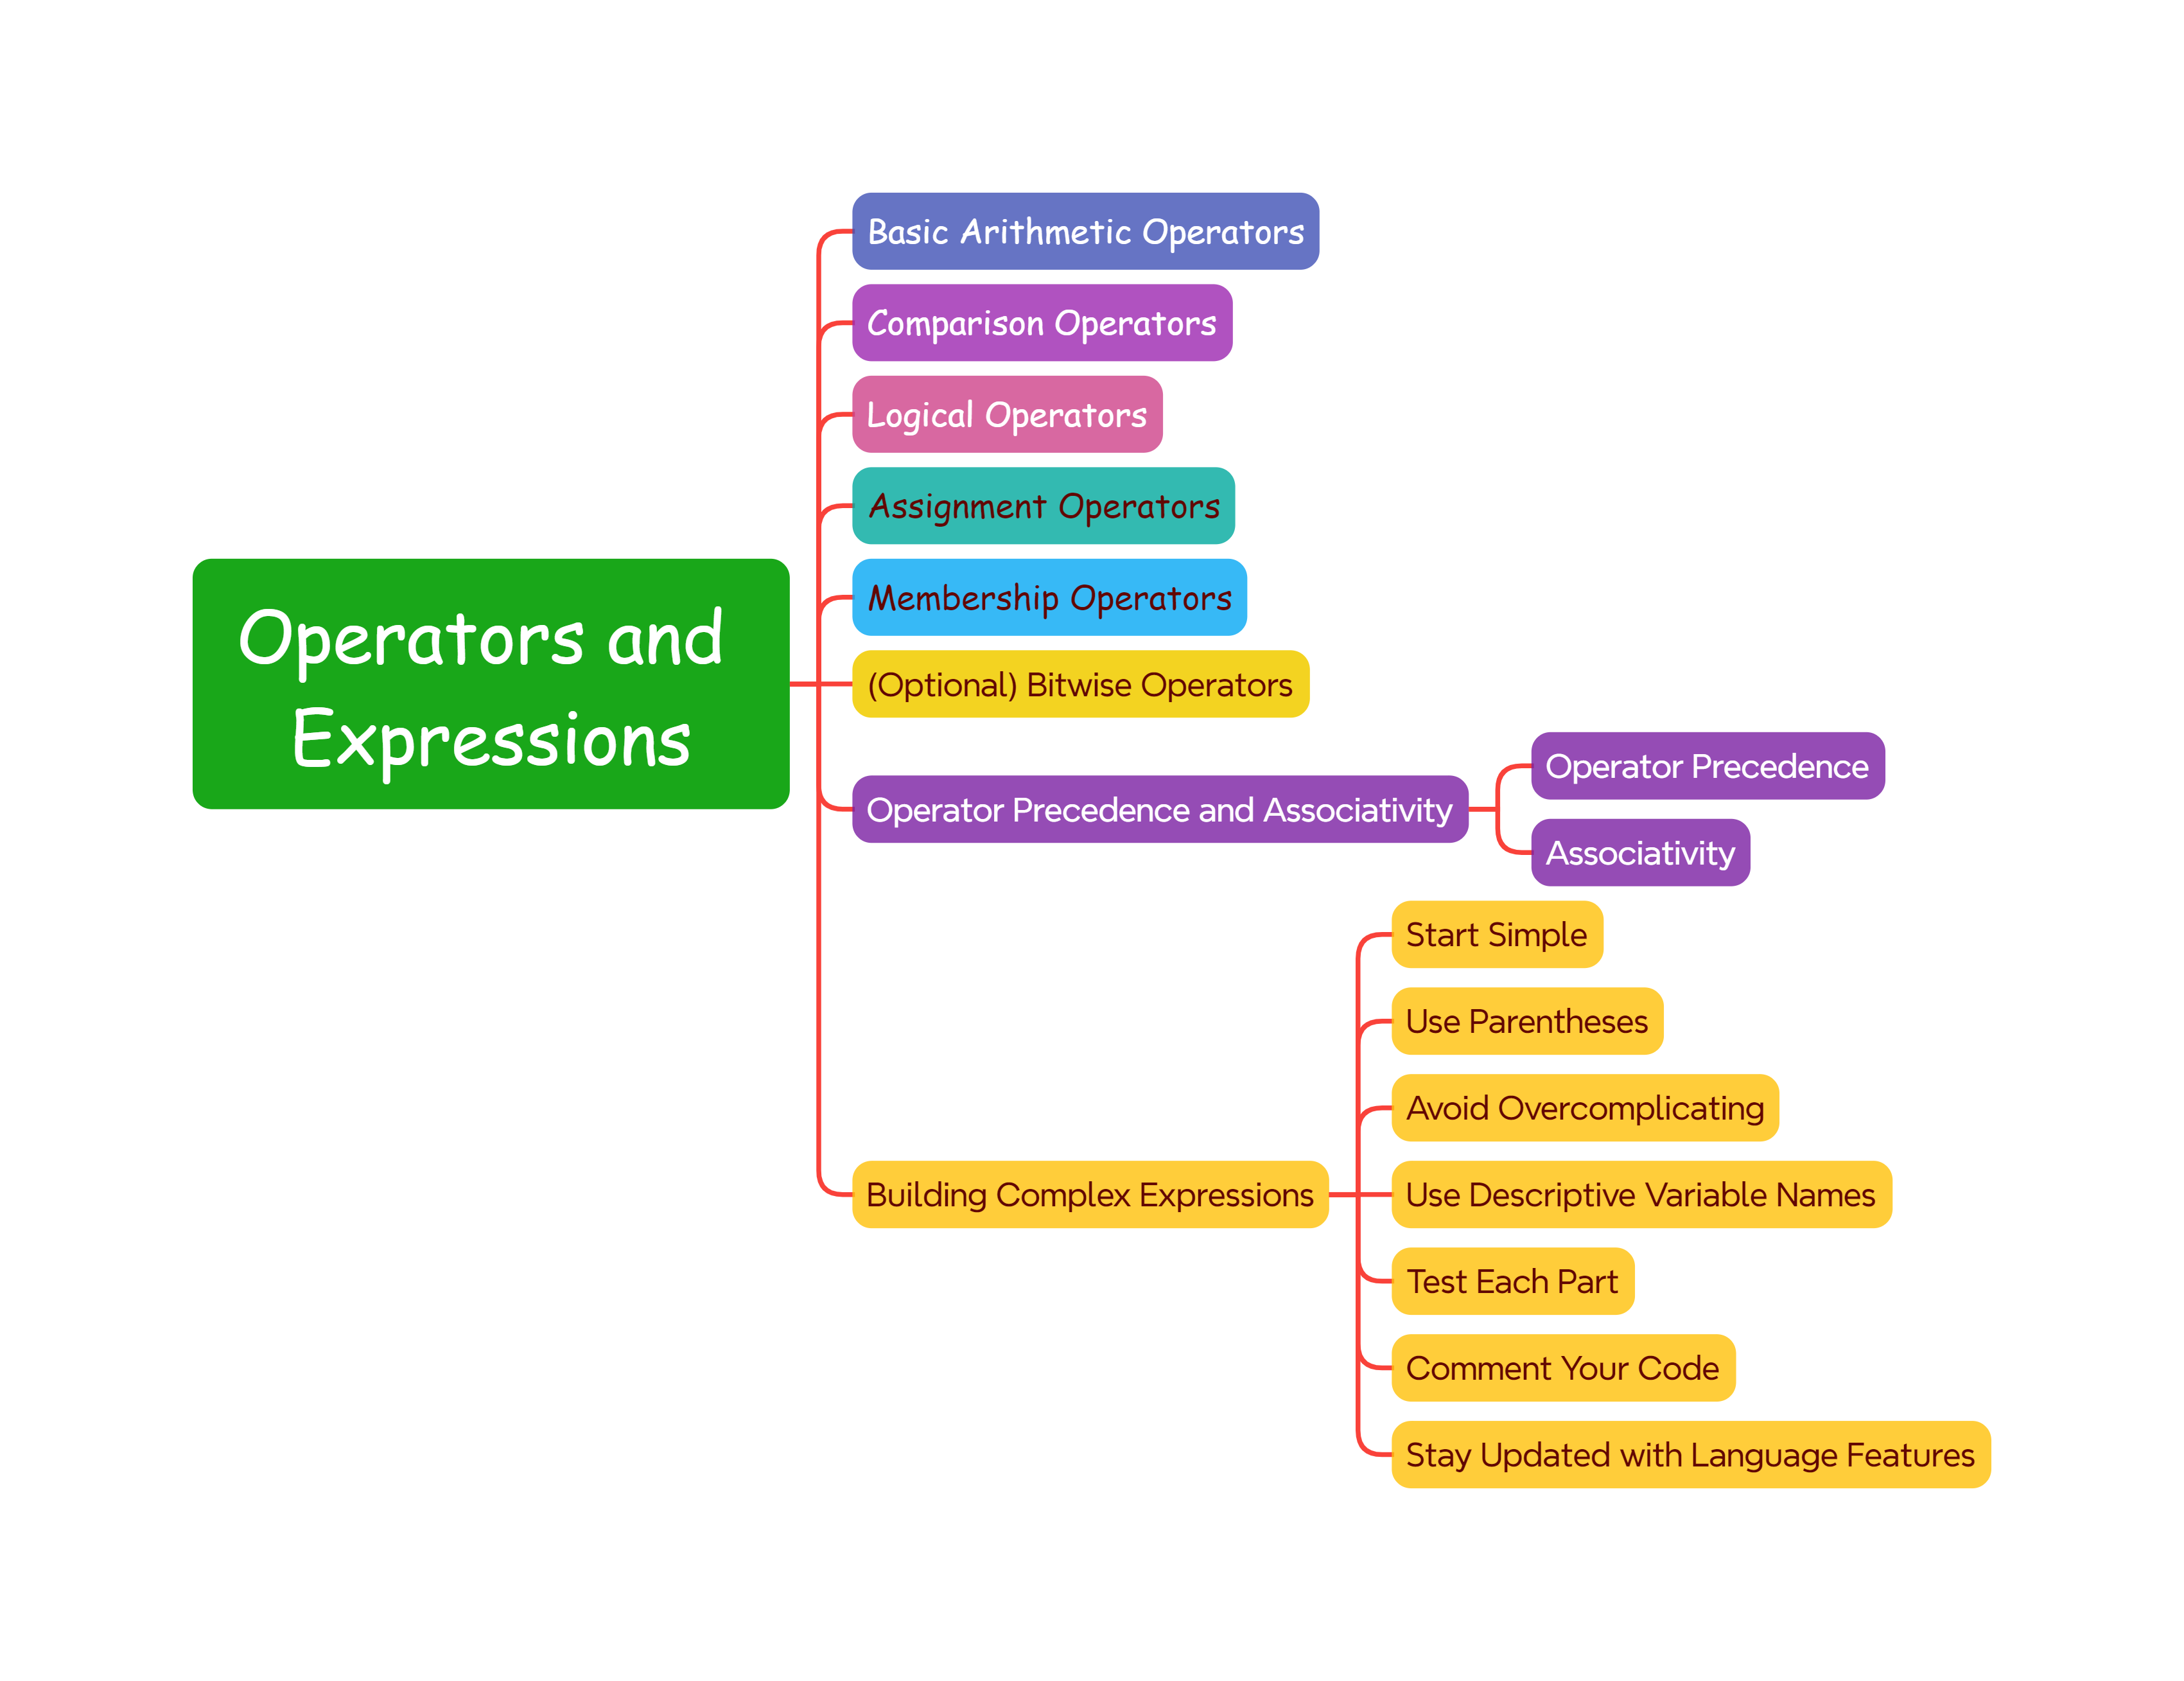 Operators and
Expressions
Basic Arithmetic Operators
Comparison Operators
Logical Operators
Assignment Operators
Membership Operators
(Optional) Bitwise Operators
Operator Precedence and Associativity
Operator Precedence
Associativity
Building Complex Expressions
Start Simple
Use Parentheses
Avoid Overcomplicating
Use Descriptive Variable Names
Test Each Part
Comment Your Code
Stay Updated with Language Features